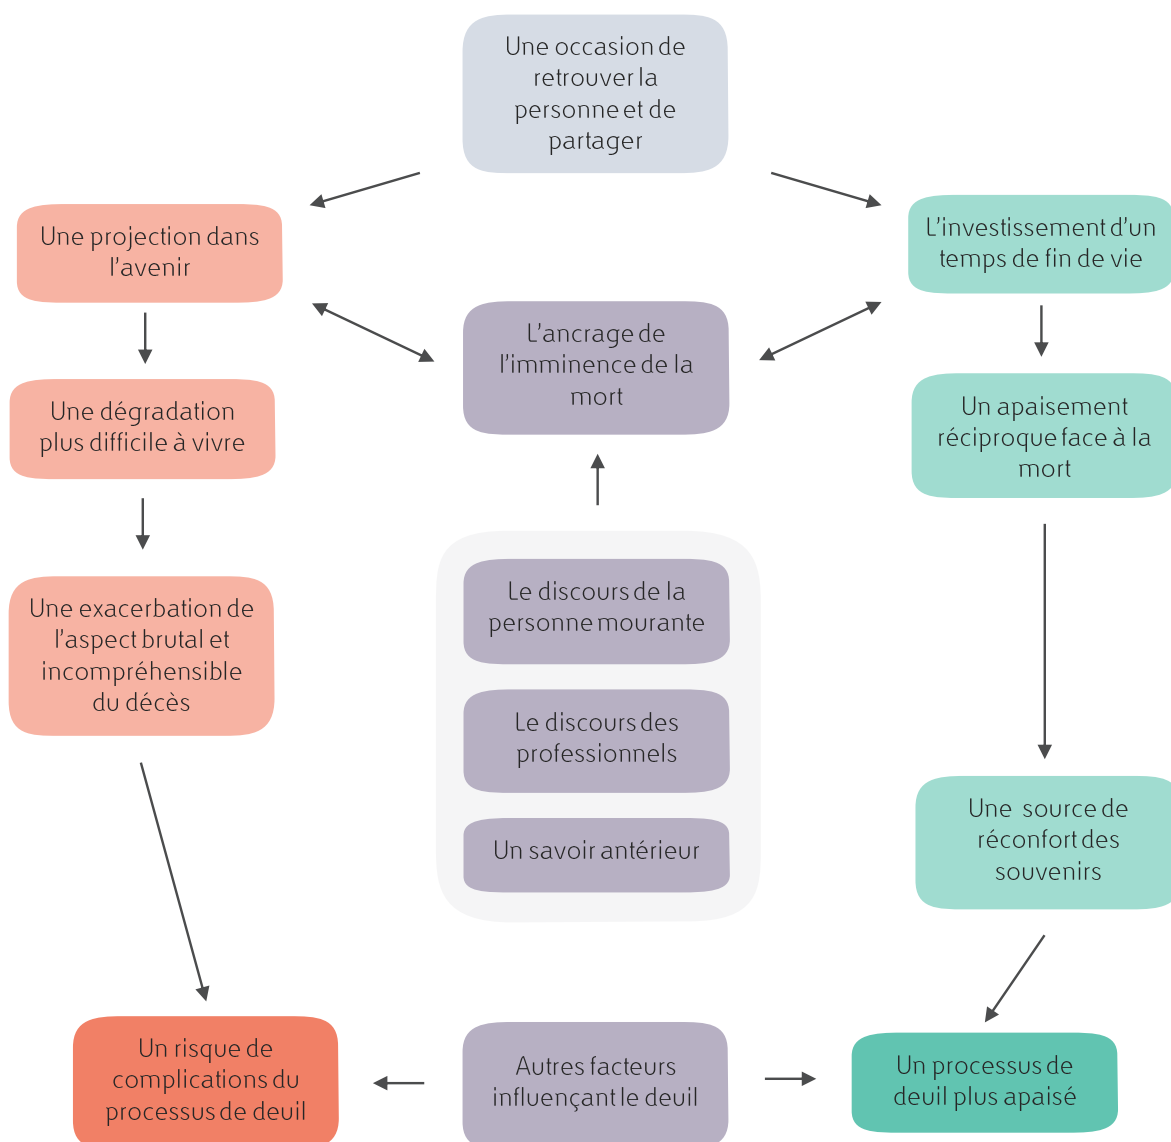 Une occasion de
retrouver la
personne et de
partager
Une projection dans
l'avenir
L'investissement d'un
temps de fin de vie
L'ancrage de
l'imminence de la
mort
Une dégradation
plus difficile à vivre
Un apaisement
réciproque face à la
mort
Une exacerbation de
l'aspect brutal et
incompréhensible
du décès
Le discours de la
personne mourante
Le discours des
professionnels
Un savoir antérieur
Une source de
réconfort des
souvenirs
Un risque de
complications du
processus de deuil
Autres facteurs
influençant le deuil
Un processus de
deuil plus apaisé